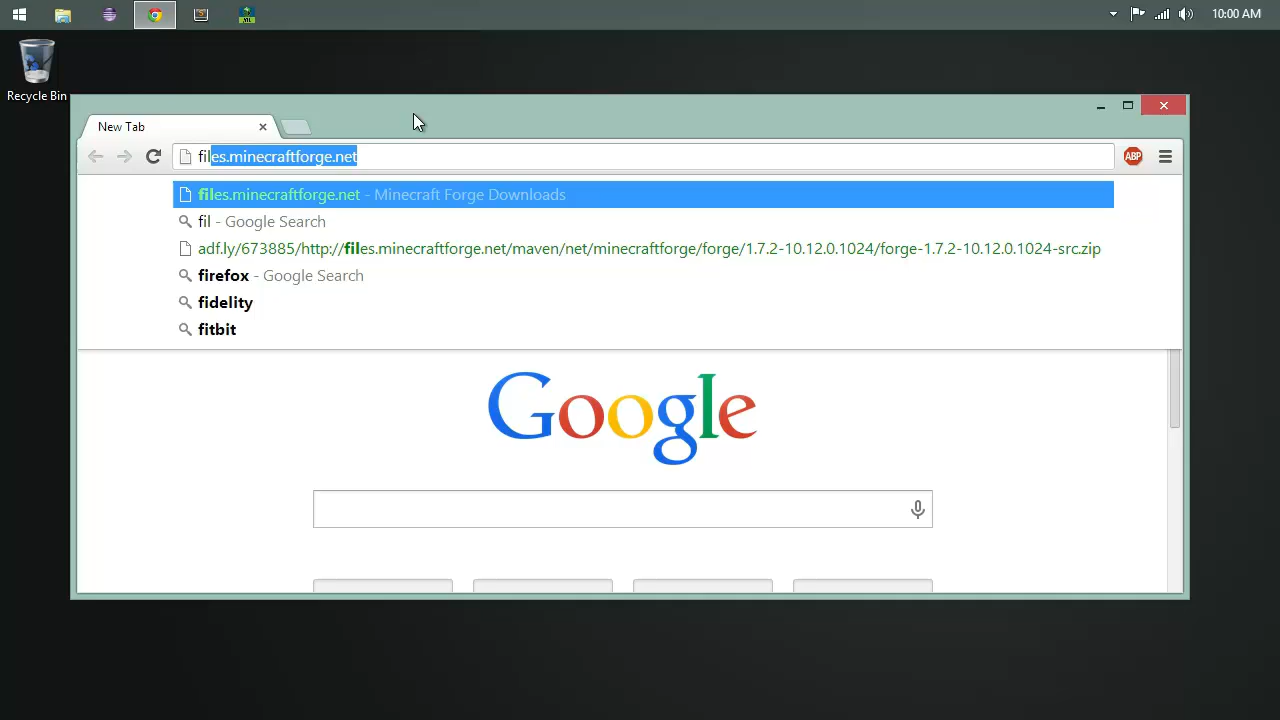 10:00 AM
Recycle Bin
New Tab
files.minecraftforge.net
ABP
files.minecraftforge.net - Minecraft Forge Downloads
fil - Google Search
adf.ly/673885/http://files.minecraftforge.net/maven/net/minecraftforge/forge/1.7.2-10.12.0.1024/forge-1.7.2-10.12.0.1024-src.zip
firefox - Google Search
fidelity
fitbit
Google